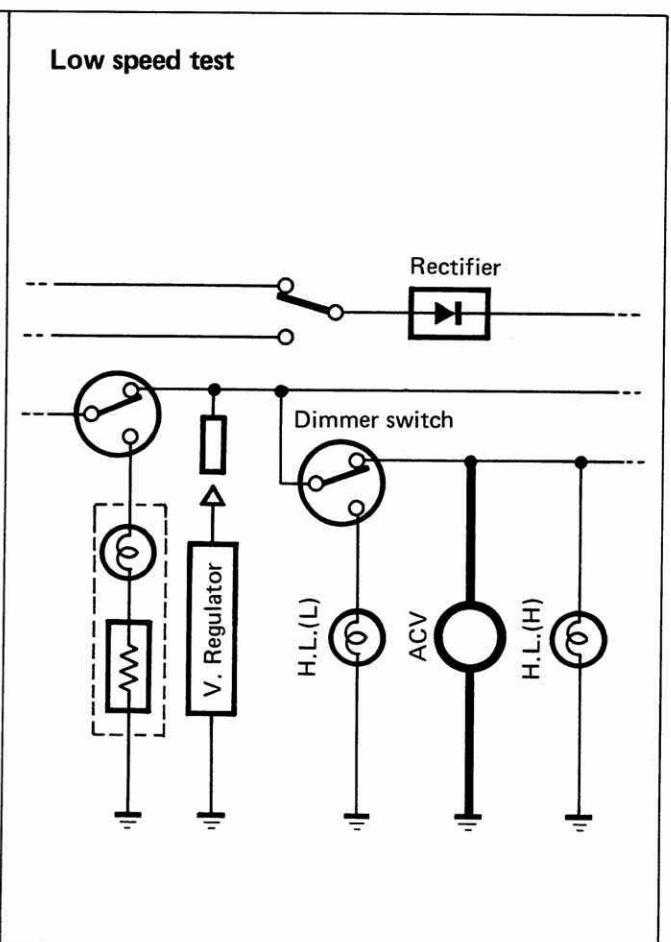 Low speed test
Rectifier
Dimmer switch
V. Regulator
H.L.(L)
ACV
H.L.(H)